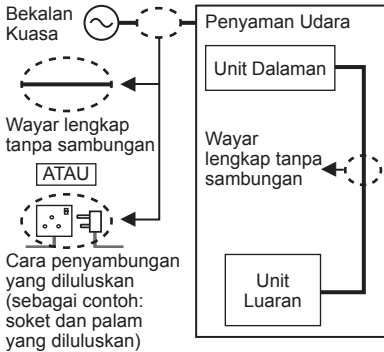 Bekalan
Kuasa
Wayar lengkap
tanpa sambungan
ATAU
Cara penyambungan
yang diluluskan
(sebagai contoh:
soket dan palam
yang diluluskan)
Penyaman Udara
Unit Dalaman
Wayar
lengkap tanpa
sambungan
Unit
Luaran